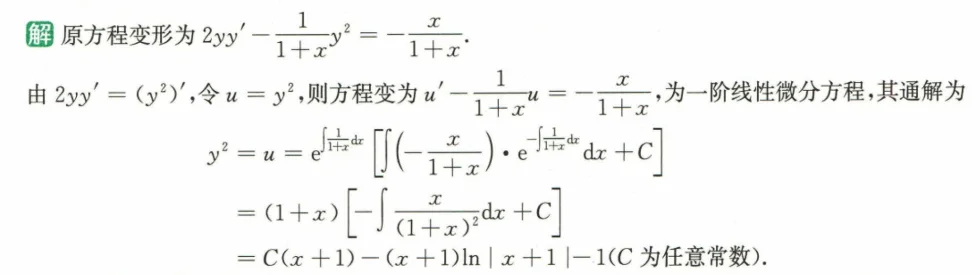 解 原方程变形为 $2yy' - \frac{1}{1+x}y^2 = -\frac{x}{1+x}$.
由 $2yy' = (y^2)'$,令 $u = y^2$,则方程变为 $u' - \frac{1}{1+x}u = -\frac{x}{1+x}$,为一阶线性微分方程,其通解为
$y^2 = u = e^{\int \frac{1}{1+x}dx}\left[\int\left(-\frac{x}{1+x}\right) \cdot e^{-\int \frac{1}{1+x}dx}dx + C\right]$
$= (1+x)\left[-\int \frac{x}{(1+x)^2}dx + C\right]$
$= C(x+1) - (x+1)\ln|x+1| - 1$(C 为任意常数).